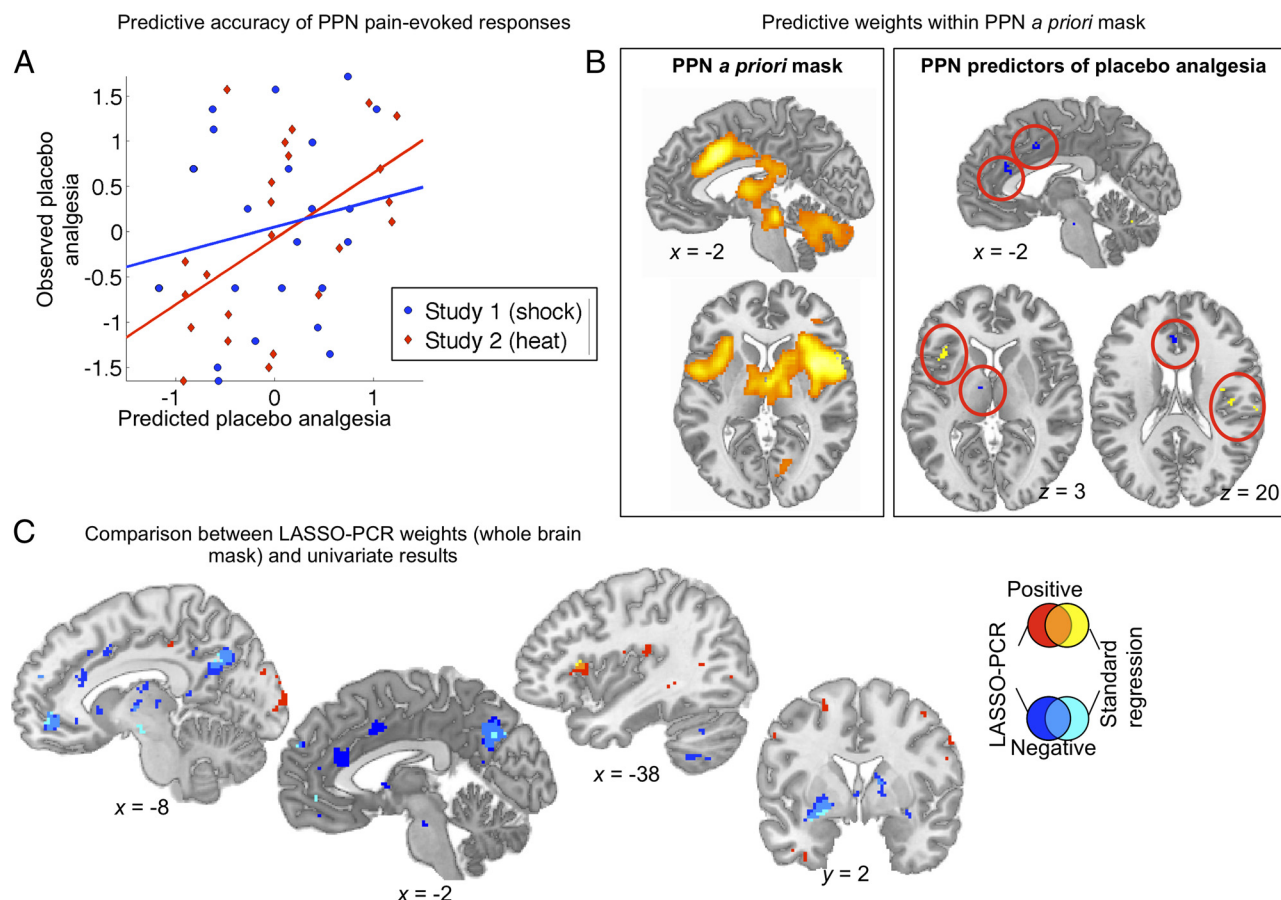 Predictive accuracy of PPN pain-evoked responses
A
Observed placebo
analgesia
1.5
1
0.5
0
-0.5
-1
-1.5
-1
0
1
Predicted placebo analgesia
Study 1 (shock)
Study 2 (heat)
Predictive weights within PPN a priori mask
B
PPN a priori mask
x = -2
PPN predictors of placebo analgesia
x = -2
z = 3
z = 20
C
Comparison between LASSO-PCR weights (whole brain
mask) and univariate results
x = -8
x = -2
x = -38
y = 2
Positive
LASSO-PCR
Standard
regression
Negative